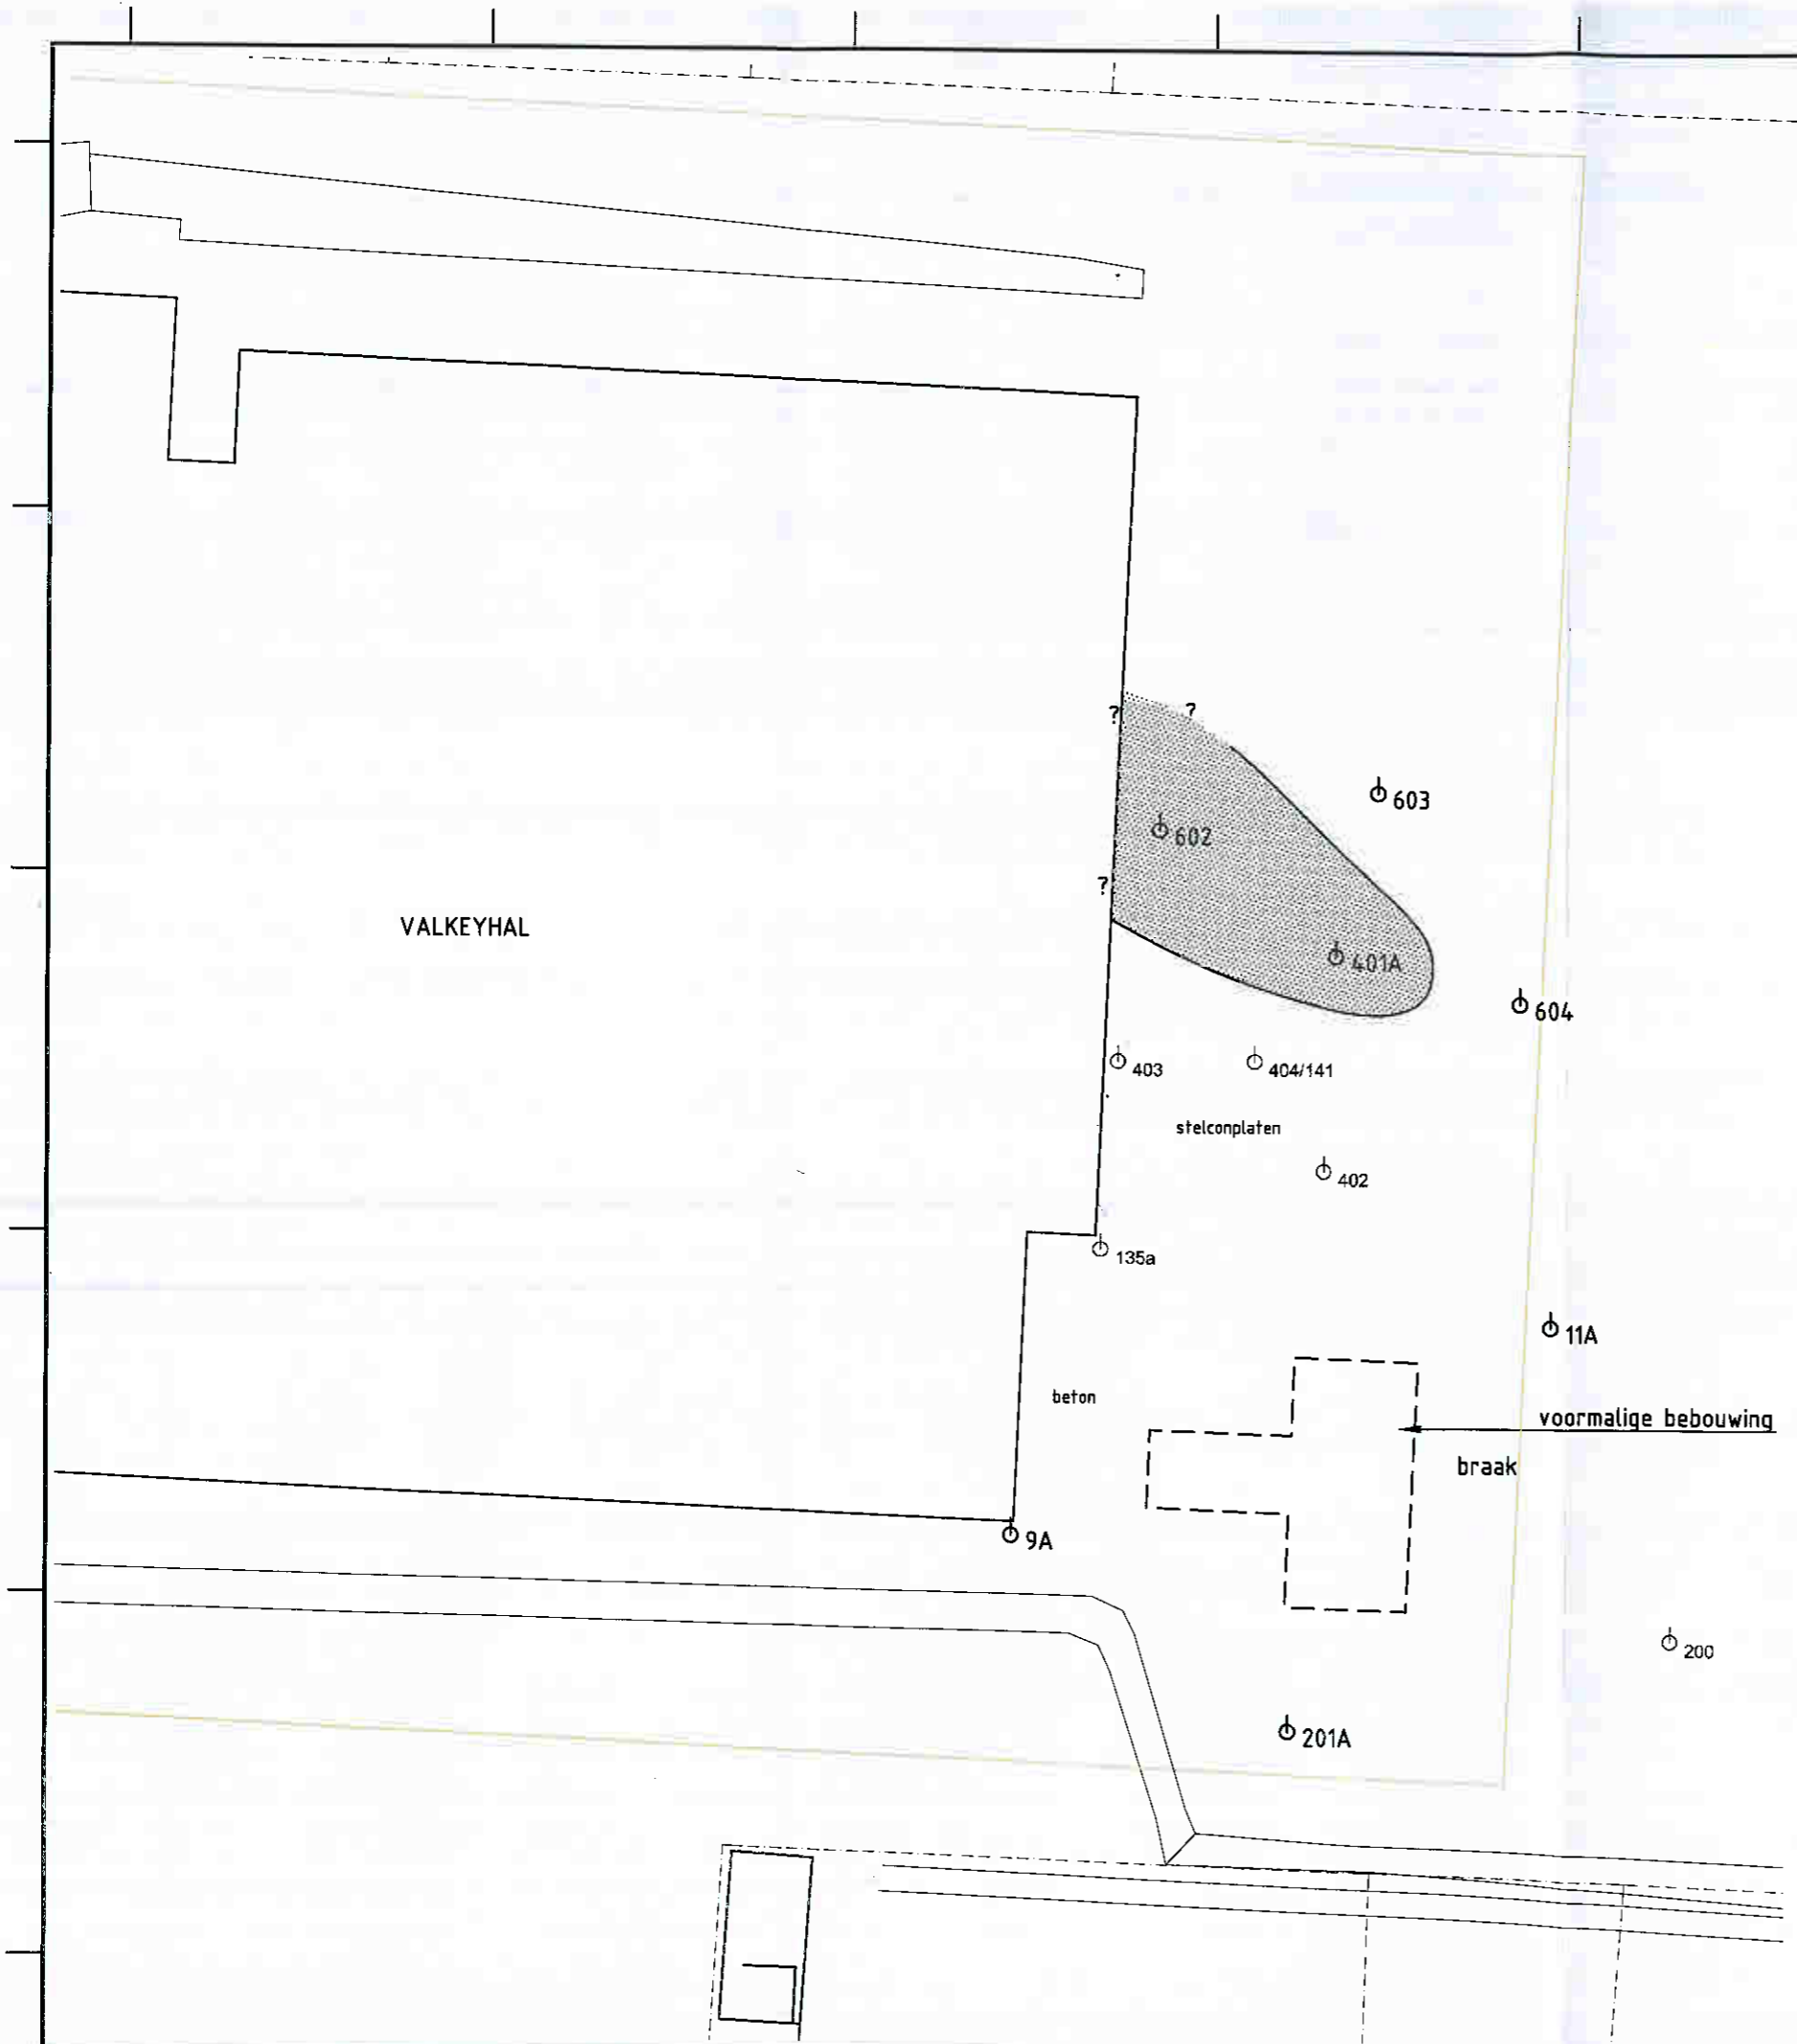 ?
?
603
602
?
VALKEYHAL
401A
604
403
404/141
stelconplaten
402
135a
11A
beton
voormalige bebouwing
braak
9A
200
201A